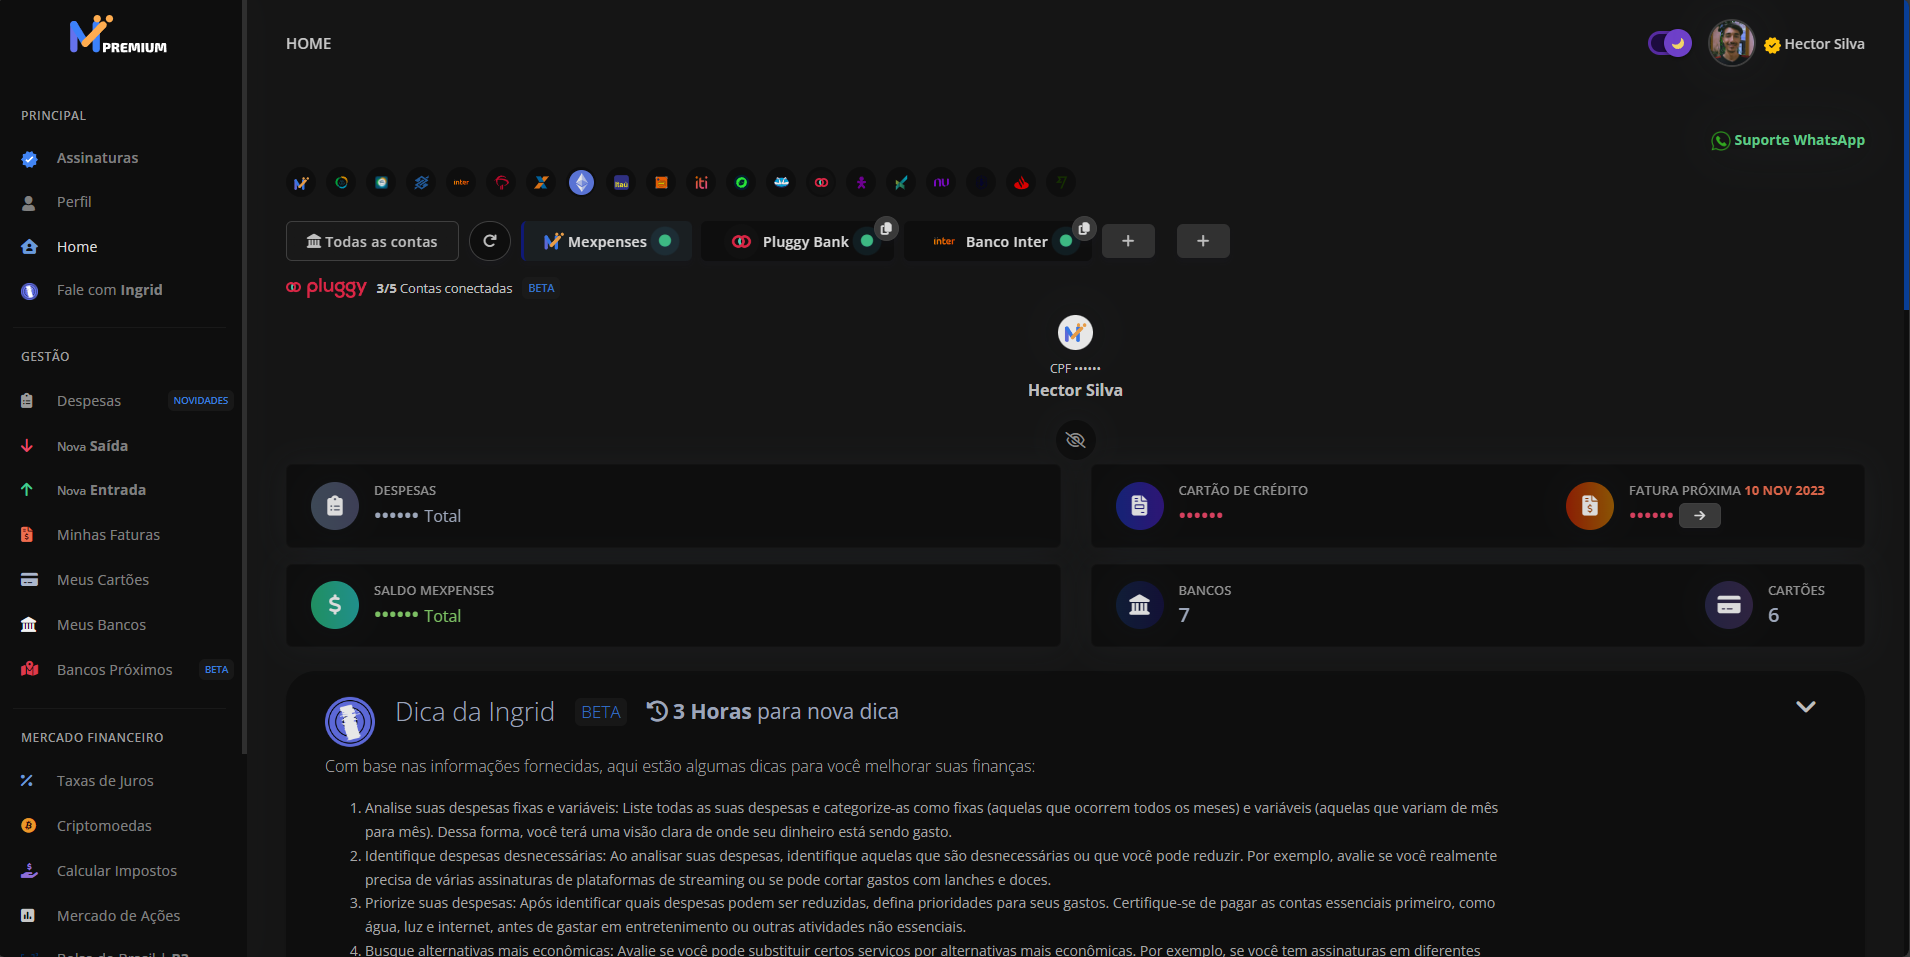 PREMIUM
HOME
Hector Silva
Suporte WhatsApp
PRINCIPAL
Assinaturas
Perfil
Home
Fale com Ingrid
GESTÃO
Despesas
NOVIDADES
Nova Saída
Nova Entrada
Minhas Faturas
Meus Cartões
Meus Bancos
Bancos Próximos
BETA
MERCADO FINANCEIRO
Taxas de Juros
Criptomoedas
Calcular Impostos
Mercado de Ações
inter
Itaú
iti
nu
Todas as contas
Mexpenses
Pluggy Bank
inter Banco Inter
+
+
pluggy 3/5 Contas conectadas BETA
CPF ••••••
Hector Silva
DESPESAS
•••••• Total
CARTÃO DE CRÉDITO
••••••
FATURA PRÓXIMA 10 NOV 2023
••••••
SALDO MEXPENSES
•••••• Total
BANCOS
7
CARTÕES
6
Dica da Ingrid BETA 3 Horas para nova dica
Com base nas informações fornecidas, aqui estão algumas dicas para você melhorar suas finanças:
1. Analise suas despesas fixas e variáveis: Liste todas as suas despesas e categorize-as como fixas (aquelas que ocorrem todos os meses) e variáveis (aquelas que variam de mês
para mês). Dessa forma, você terá uma visão clara de onde seu dinheiro está sendo gasto.
2. Identifique despesas desnecessárias: Ao analisar suas despesas, identifique aquelas que são desnecessárias ou que você pode reduzir. Por exemplo, avalie se você realmente
precisa de várias assinaturas de plataformas de streaming ou se pode cortar gastos com lanches e doces.
3. Priorize suas despesas: Após identificar quais despesas podem ser reduzidas, defina prioridades para seus gastos. Certifique-se de pagar as contas essenciais primeiro, como
água, luz e internet, antes de gastar em entretenimento ou outras atividades não essenciais.
4. Busque alternativas mais econômicas: Avalie se você pode substituir certos serviços por alternativas mais econômicas. Por exemplo, se você tem assinaturas em diferentes